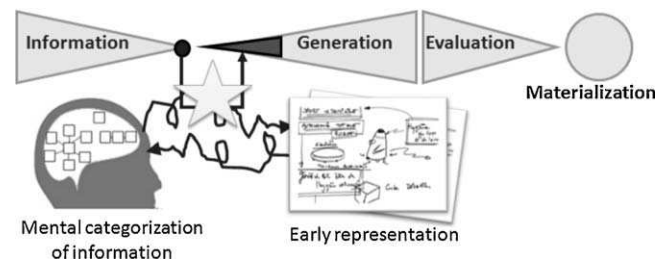 Information
Generation
Evaluation
Materialization
Mental categorization
of information
Early representation